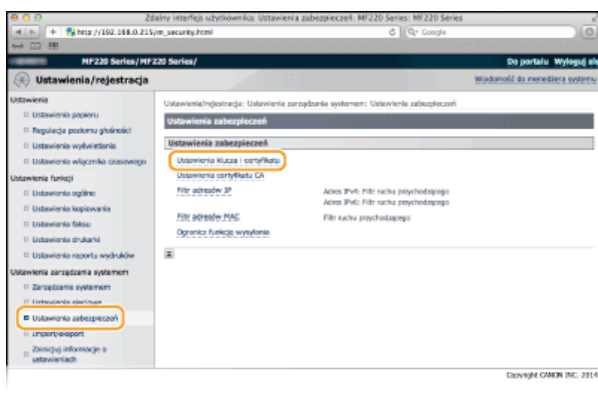 Zdalny interfejs użytkownika: Ustawienia zabezpieczeń: MF220 Series: MF220 Series
http://192.168.0.215/m_security.html
Google
MF220 Series/MF220 Series/
Do portalu Wyloguj się
Ustawienia/rejestracja
Wiadomość do menedżera systemu
Ustawienia
Ustawienia papieru
Regulacja poziomu głośności
Ustawienia wyświetlania
Ustawienia włącznika czasowego
Ustawienia funkcji
Ustawienia ogólne
Ustawienia kopiowania
Ustawienia faksu
Ustawienia drukarki
Ustawienia raportu wydruków
Ustawienia zarządzania systemem
Zarządzanie systemem
Ustawienia sieciowe
Ustawienia zabezpieczeń
Import/eksport
Zainicjuj informacje o
ustawieniach
Ustawienia/rejestracja: Ustawienia zarządzania systemem: Ustawienia zabezpieczeń
Ustawienia zabezpieczeń
Ustawienia zabezpieczeń
Ustawienia klucza i certyfikatu
Ustawienia certyfikatu CA
Filtr adresów IP
Adres IPv4: Filtr ruchu przychodzącego
Adres IPv6: Filtr ruchu przychodzącego
Filtr adresów MAC
Filtr ruchu przychodzącego
Ogranicz funkcję wysyłania
Copyright CANON INC. 2014